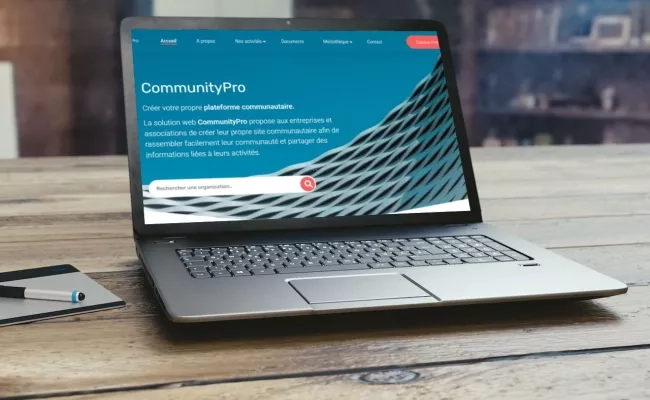 Accueil
A propos
Nos activités
Documents
Médiathèque
Contact
CommunityPro
Créer votre propre plateforme communautaire.
La solution web CommunityPro propose aux entreprises et
associations de créer leur propre site communautaire afin de
rassembler facilement leur communauté et partager des
informations liées à leurs activités.
Rechercher une organisation..